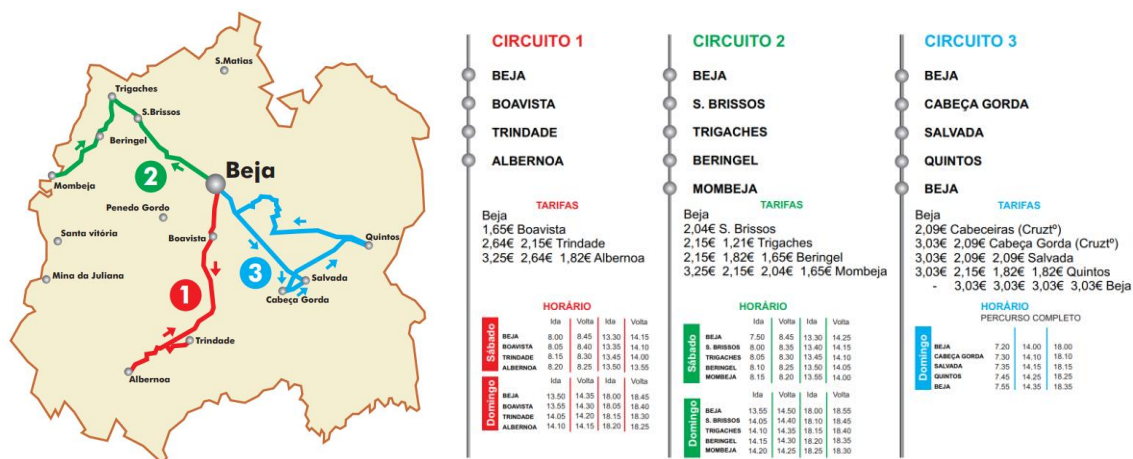 S.Matias
Trigaches
S.Brissos
Beringel
2
Beja
Mombeja
Penedo Gordo
Santa vitória
Boavista
Quintos
Mina da Juliana
3
Salvada
Cabeça Gorda
1
Trindade
Albernoa
CIRCUITO 1
BEJA
BOAVISTA
TRINDADE
ALBERNOA
TARIFAS
Beja
1,65€ Boavista
2,64€ 2,15€ Trindade
3,25€ 2,64€ 1,82€ Albernoa
HORÁRIO
Ida Volta Ida Volta
Sábado
BEJA 8.00 8.45 13.30 14.15
BOAVISTA 8.05 8.40 13.35 14.10
TRINDADE 8.15 8.30 13.45 14.00
ALBERNOA 8.20 8.25 13.50 13.55
Ida Volta Ida Volta
Domingo
BEJA 13.50 14.35 18.00 18.45
BOAVISTA 13.55 14.30 18.05 18.40
TRINDADE 14.05 14.20 18.15 18.30
ALBERNOA 14.10 14.15 18.20 18.25
CIRCUITO 2
BEJA
S. BRISSOS
TRIGACHES
BERINGEL
MOMBEJA
TARIFAS
Beja
2,04€ S. Brissos
2,15€ 1,21€ Trigaches
2,15€ 1,82€ 1,65€ Beringel
3,25€ 2,15€ 2,04€ 1,65€ Mombeja
HORÁRIO
Ida Volta Ida Volta
Sábado
BEJA 7.50 8.45 13.30 14.25
S. BRISSOS 8.00 8.35 13.40 14.15
TRIGACHES 8.05 8.30 13.45 14.10
BERINGEL 8.10 8.25 13.50 14.05
MOMBEJA 8.15 8.20 13.55 14.00
Ida Volta Ida Volta
Domingo
BEJA 13.55 14.50 18.00 18.55
S. BRISSOS 14.05 14.40 18.10 18.45
TRIGACHES 14.10 14.35 18.15 18.40
BERINGEL 14.15 14.30 18.20 18.35
MOMBEJA 14.20 14.25 18.25 18.30
CIRCUITO 3
BEJA
CABEÇA GORDA
SALVADA
QUINTOS
BEJA
TARIFAS
Beja
2,09€ Cabeceiras (Cruztº)
3,03€ 2,09€ Cabeça Gorda (Cruztº)
3,03€ 2,09€ 2,09€ Salvada
3,03€ 2,15€ 1,82€ 1,82€ Quintos
- 3,03€ 3,03€ 3,03€ 3,03€ Beja
HORÁRIO
PERCURSO COMPLETO
Domingo
BEJA 7.20 14.00 18.00
CABEÇA GORDA 7.30 14.10 18.10
SALVADA 7.35 14.15 18.15
QUINTOS 7.45 14.25 18.25
BEJA 7.55 14.35 18.35